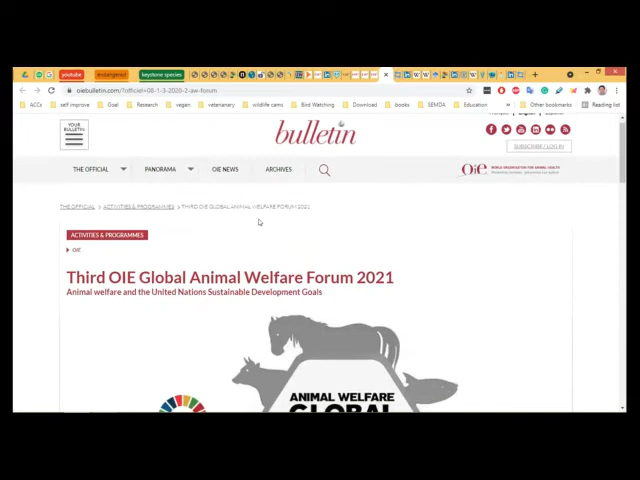 youtube
endangered
keystone species
oiebulletin.com/?officiel=08-1-3-2020-2-aw-forum
ACCs
self improve
Goal
Research
vegan
veterianary
wildlife cams
Bird Watching
Download
books
SEMDA
Education
»
Other bookmarks
Reading list
YOUR
BULLETIN
bulletin
SUBSCRIBE / LOG IN
THE OFFICIAL
PANORAMA
OIE NEWS
ARCHIVES
Oie
WORLD ORGANISATION FOR ANIMAL HEALTH
THE OFFICIAL > ACTIVITIES & PROGRAMMES > THIRD OIE GLOBAL ANIMAL WELFARE FORUM 2021
ACTIVITIES & PROGRAMMES
OIE
Third OIE Global Animal Welfare Forum 2021
Animal welfare and the United Nations Sustainable Development Goals
ANIMAL WELFARE
GLOBAL